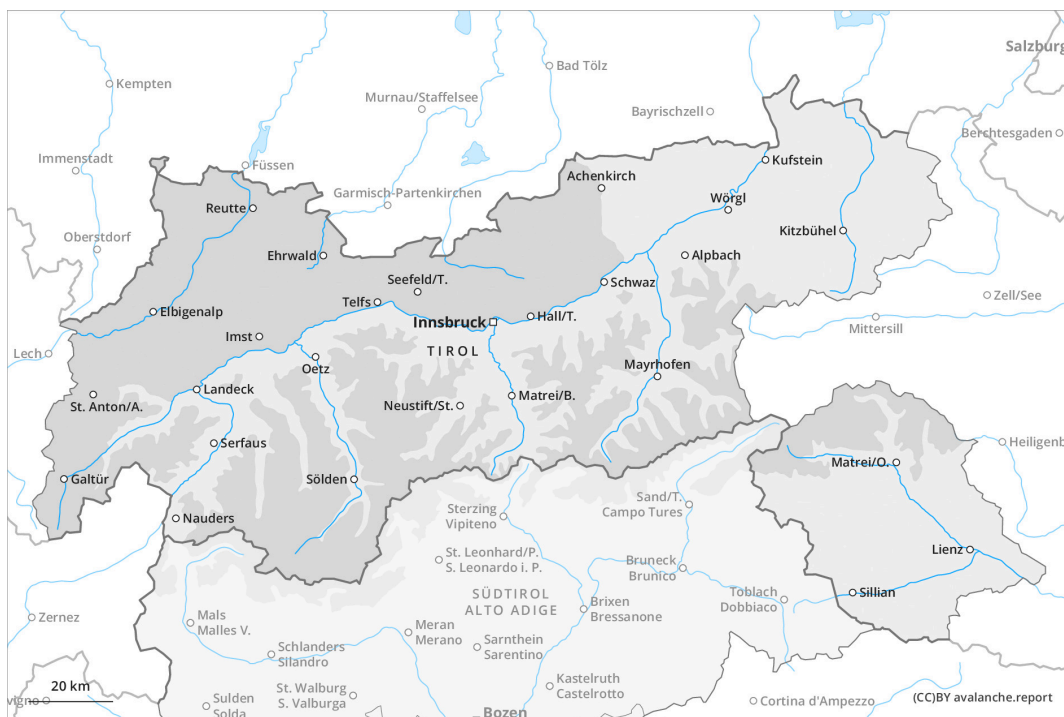 Salzburg
Kempten
Bad Tölz
Murnau/Staffelsee
Bayrischzell
Berchtesgaden
Immenstadt
Füssen
Kufstein
Achenkirch
Garmisch-Partenkirchen
Reutte
Wörgl
Oberstdorf
Kitzbühel
Ehrwald
Alpbach
Seefeld/T.
Schwaz
Zell/See
Telfs
Elbigenalp
Innsbruck
Hall/T.
Mittersill
Imst
Lech
TIROL
Oetz
Mayrhofen
Landeck
St. Anton/A.
Neustift/St.
Matrei/B.
Serfaus
Heiligenb
Matrei/O.
Galtür
Sölden
Sand/T.
Campo Tures
Nauders
Sterzing
Vipiteno
Lienz
St. Leonhard/P.
S. Leonardo i. P.
Bruneck
Brunico
SÜDTIROL
ALTO ADIGE
Sillian
Toblach
Dobbiaco
Brixen
Bressanone
Zernez
Mals
Malles V.
Meran
Merano
Sarnthein
Sarentino
Schlanders
Silandro
20 km
Kastelruth
Castelrotto
St. Walburg
S. Valburga
vigno
Sulden
Solda
Cortina d'Ampezzo
(CC)BY avalanche.report
Bozen